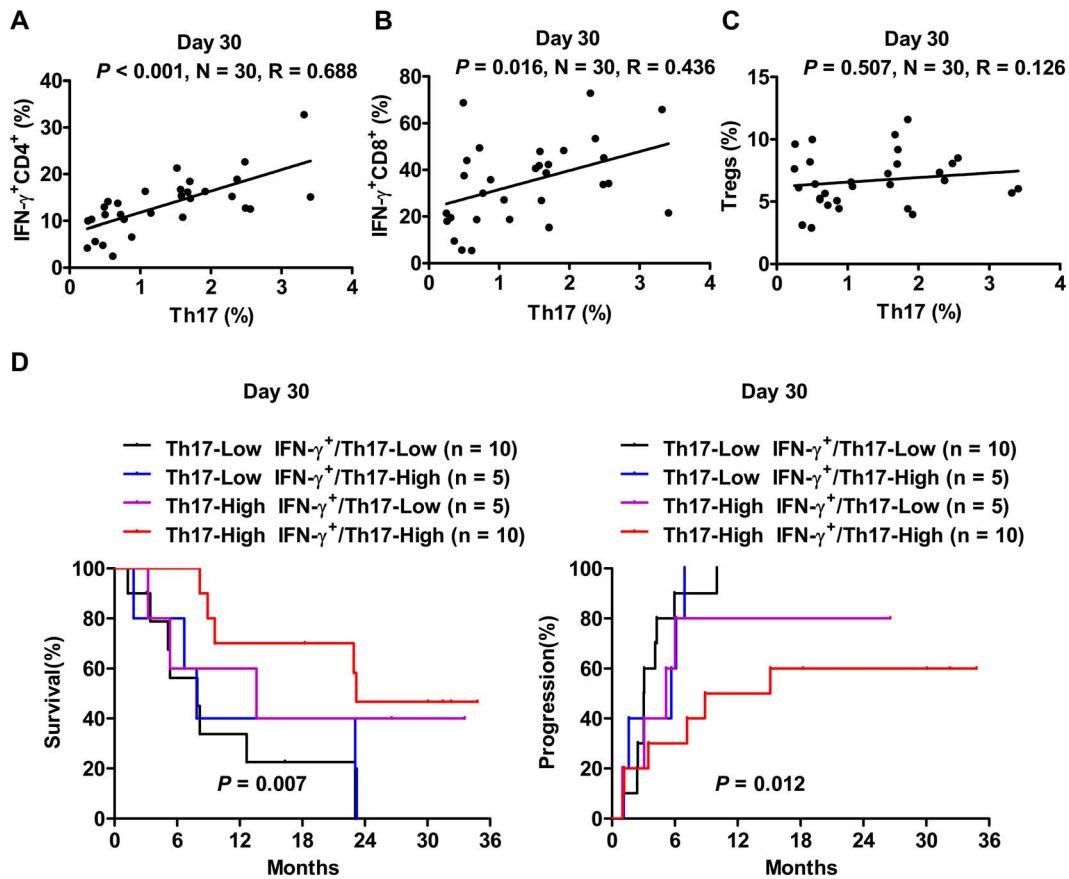 A
Day 30
P < 0.001, N = 30, R = 0.688
IFN-γ+CD4+ (%)
40
30
20
10
0
0 1 2 3 4
Th17 (%)
B
Day 30
P = 0.016, N = 30, R = 0.436
IFN-γ+CD8+ (%)
80
60
40
20
0
0 1 2 3 4
Th17 (%)
C
Day 30
P = 0.507, N = 30, R = 0.126
Tregs (%)
15
10
5
0
0 1 2 3 4
Th17 (%)
D
Day 30
Th17-Low IFN-γ+/Th17-Low (n = 10)
Th17-Low IFN-γ+/Th17-High (n = 5)
Th17-High IFN-γ+/Th17-Low (n = 5)
Th17-High IFN-γ+/Th17-High (n = 10)
Survival(%)
100
80
60
40
20
0
P = 0.007
0 6 12 18 24 30 36
Months
Day 30
Th17-Low IFN-γ+/Th17-Low (n = 10)
Th17-Low IFN-γ+/Th17-High (n = 5)
Th17-High IFN-γ+/Th17-Low (n = 5)
Th17-High IFN-γ+/Th17-High (n = 10)
Progression(%)
100
80
60
40
20
0
P = 0.012
0 6 12 18 24 30 36
Months